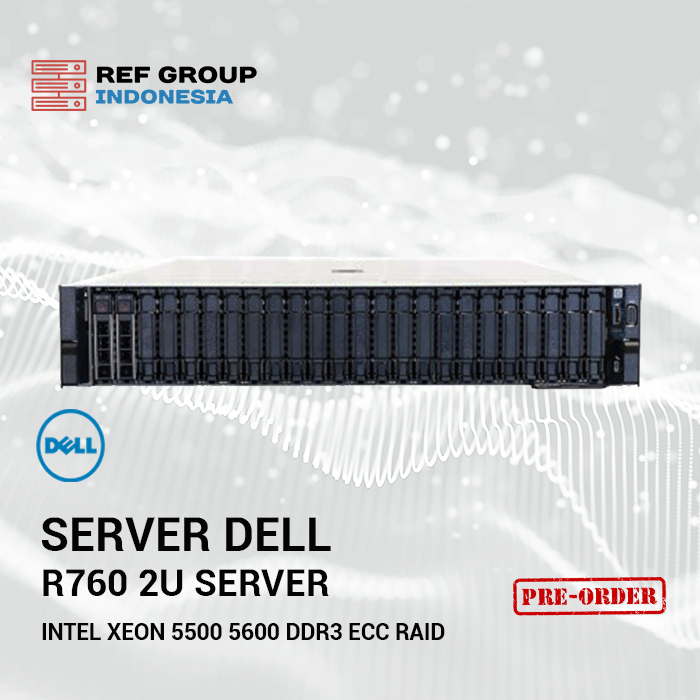 REF GROUP
INDONESIA
DELL
SERVER DELL
R760 2U SERVER
PRE-ORDER
INTEL XEON 5500 5600 DDR3 ECC RAID